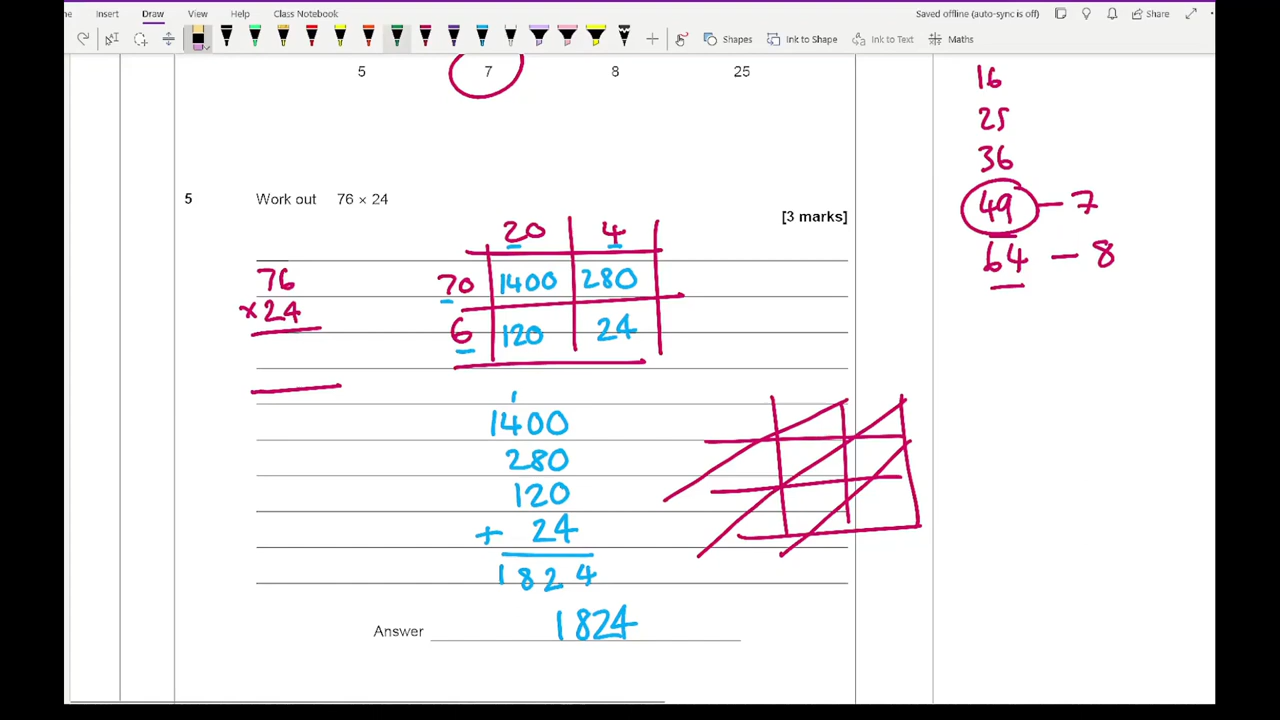 Insert Draw View Help Class Notebook Saved offline (auto-sync is off) Share
Shapes Ink to Shape Ink to Text Maths
5 7 8 25
16
25
36
49 — 7
64 — 8
5 Work out 76 × 24
[3 marks]
76
×24
20 4
70 1400 280
6 120 24
1
1400
280
120
+ 24
1824
Answer 1824